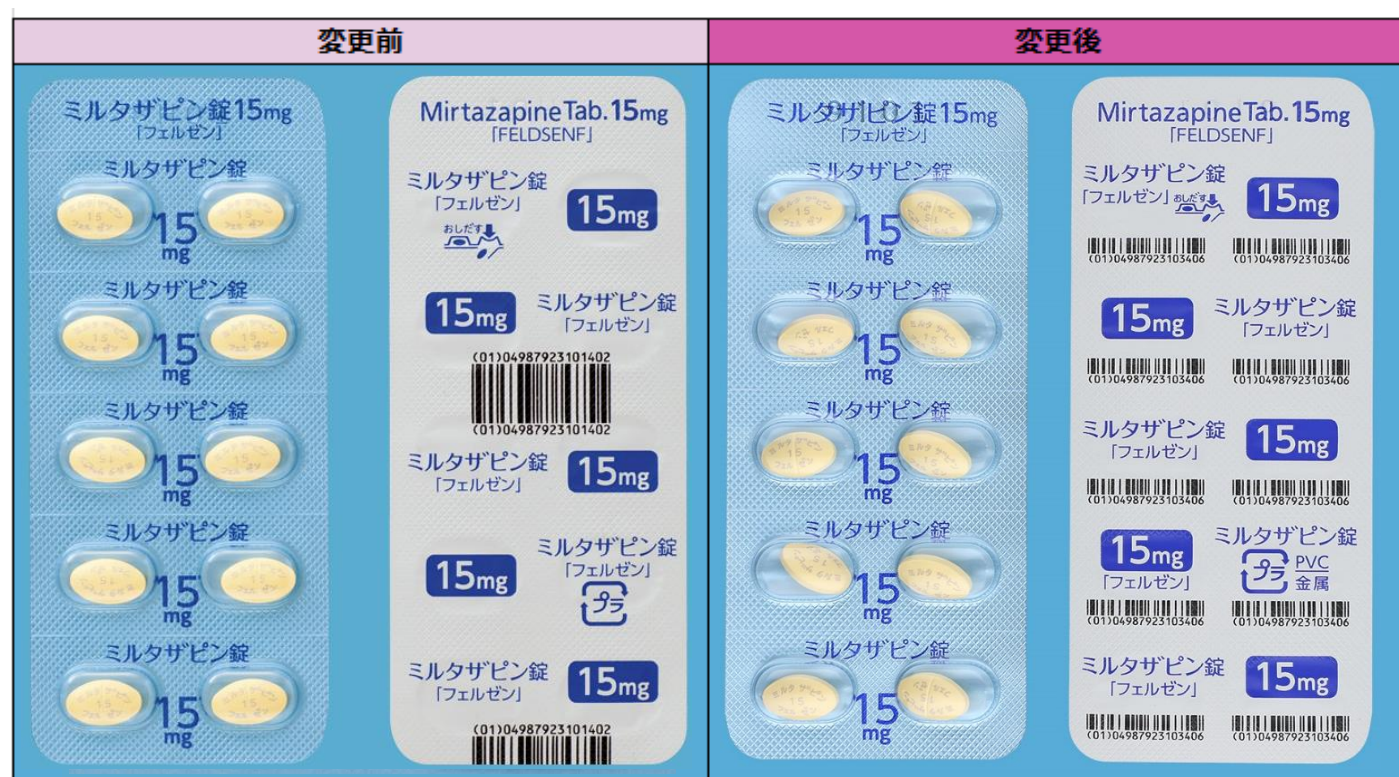 変更前
ミルタザピン錠15mg
「フェルゼン」
ミルタザピン錠
15
mg
ミルタザピン錠
15
mg
ミルタザピン錠
15
mg
ミルタザピン錠
15
mg
ミルタザピン錠
15
mg
Mirtazapine Tab.15mg
「FELDSENF」
ミルタザピン錠
「フェルゼン」
15mg
おしだす
15mg
ミルタザピン錠
「フェルゼン」
(01)04987923101402
(01)04987923101402
ミルタザピン錠
「フェルゼン」
15mg
15mg
ミルタザピン錠
「フェルゼン」
プラ
ミルタザピン錠
「フェルゼン」
15mg
(01)04987923101402
変更後
ミルタザピン錠15mg
「フェルゼン」
ミルタザピン錠
15
mg
ミルタザピン錠
15
mg
ミルタザピン錠
15
mg
ミルタザピン錠
15
mg
ミルタザピン錠
15
mg
Mirtazapine Tab.15mg
「FELDSENF」
ミルタザピン錠
「フェルゼン」 おしだす
15mg
(01)04987923103406 (01)04987923103406
15mg
ミルタザピン錠
「フェルゼン」
(01)04987923103406 (01)04987923103406
ミルタザピン錠
「フェルゼン」
15mg
(01)04987923103406 (01)04987923103406
15mg
「フェルゼン」
ミルタザピン錠
プラ PVC
金属
(01)04987923103406 (01)04987923103406
ミルタザピン錠
「フェルゼン」
15mg
(01)04987923103406 (01)04987923103406